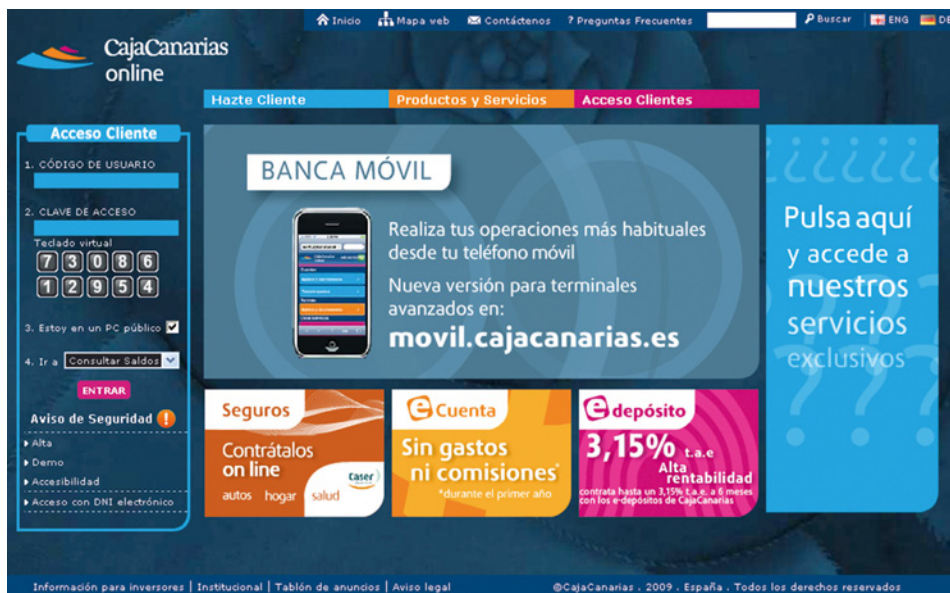 Inicio Mapa web Contáctenos ? Preguntas Frecuentes Buscar ENG DE
CajaCanarias
online
Hazte Cliente Productos y Servicios Acceso Clientes
Acceso Cliente
1. CÓDIGO DE USUARIO
2. CLAVE DE ACCESO
Teclado virtual
7 3 0 8 6
1 2 9 5 4
3. Estoy en un PC público
4. Ir a Consultar Saldos
ENTRAR
Aviso de Seguridad !
Alta
Demo
Accesibilidad
Acceso con DNI electrónico
BANCA MÓVIL
Realiza tus operaciones más habituales
desde tu teléfono móvil
Nueva versión para terminales
avanzados en:
movil.cajacanarias.es
Seguros
Contrátalos
on line
autos hogar salud
Caser
e Cuenta
Sin gastos
ni comisiones*
*durante el primer año
e depósito
3,15% t.a.e
Alta
rentabilidad
contrata hasta un 3,15% t.a.e. a 6 meses
con los e-depósitos de CajaCanarias
¿¿¿¿¿¿
Pulsa aquí
y accede a
nuestros
servicios
exclusivos
???
Información para inversores | Institucional | Tablón de anuncios | Aviso legal
©CajaCanarias . 2009 . España . Todos los derechos reservados